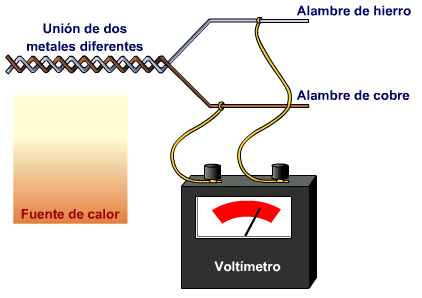 Unión de dos
metales diferentes
Alambre de hierro
Alambre de cobre
Fuente de calor
Voltímetro